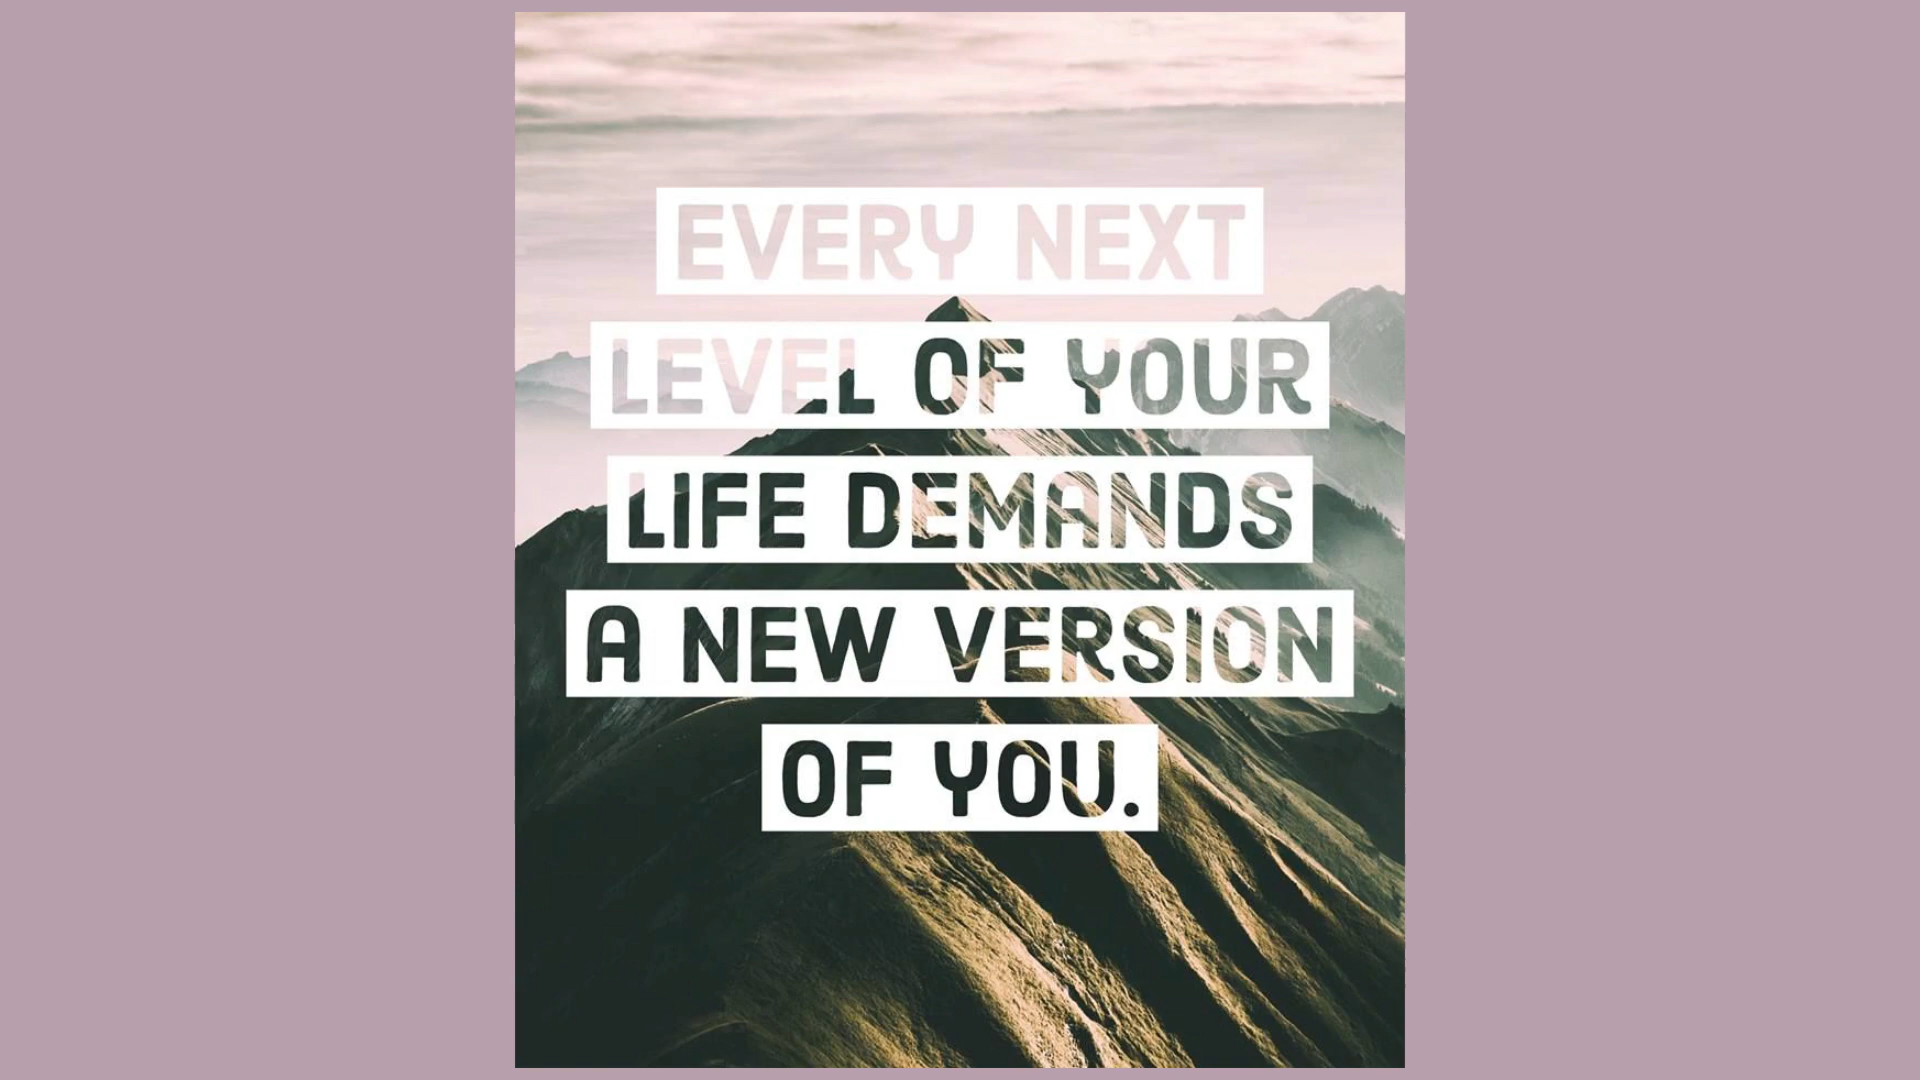 EVERY NEXT
LEVEL OF YOUR
LIFE DEMANDS
A NEW VERSION
OF YOU.